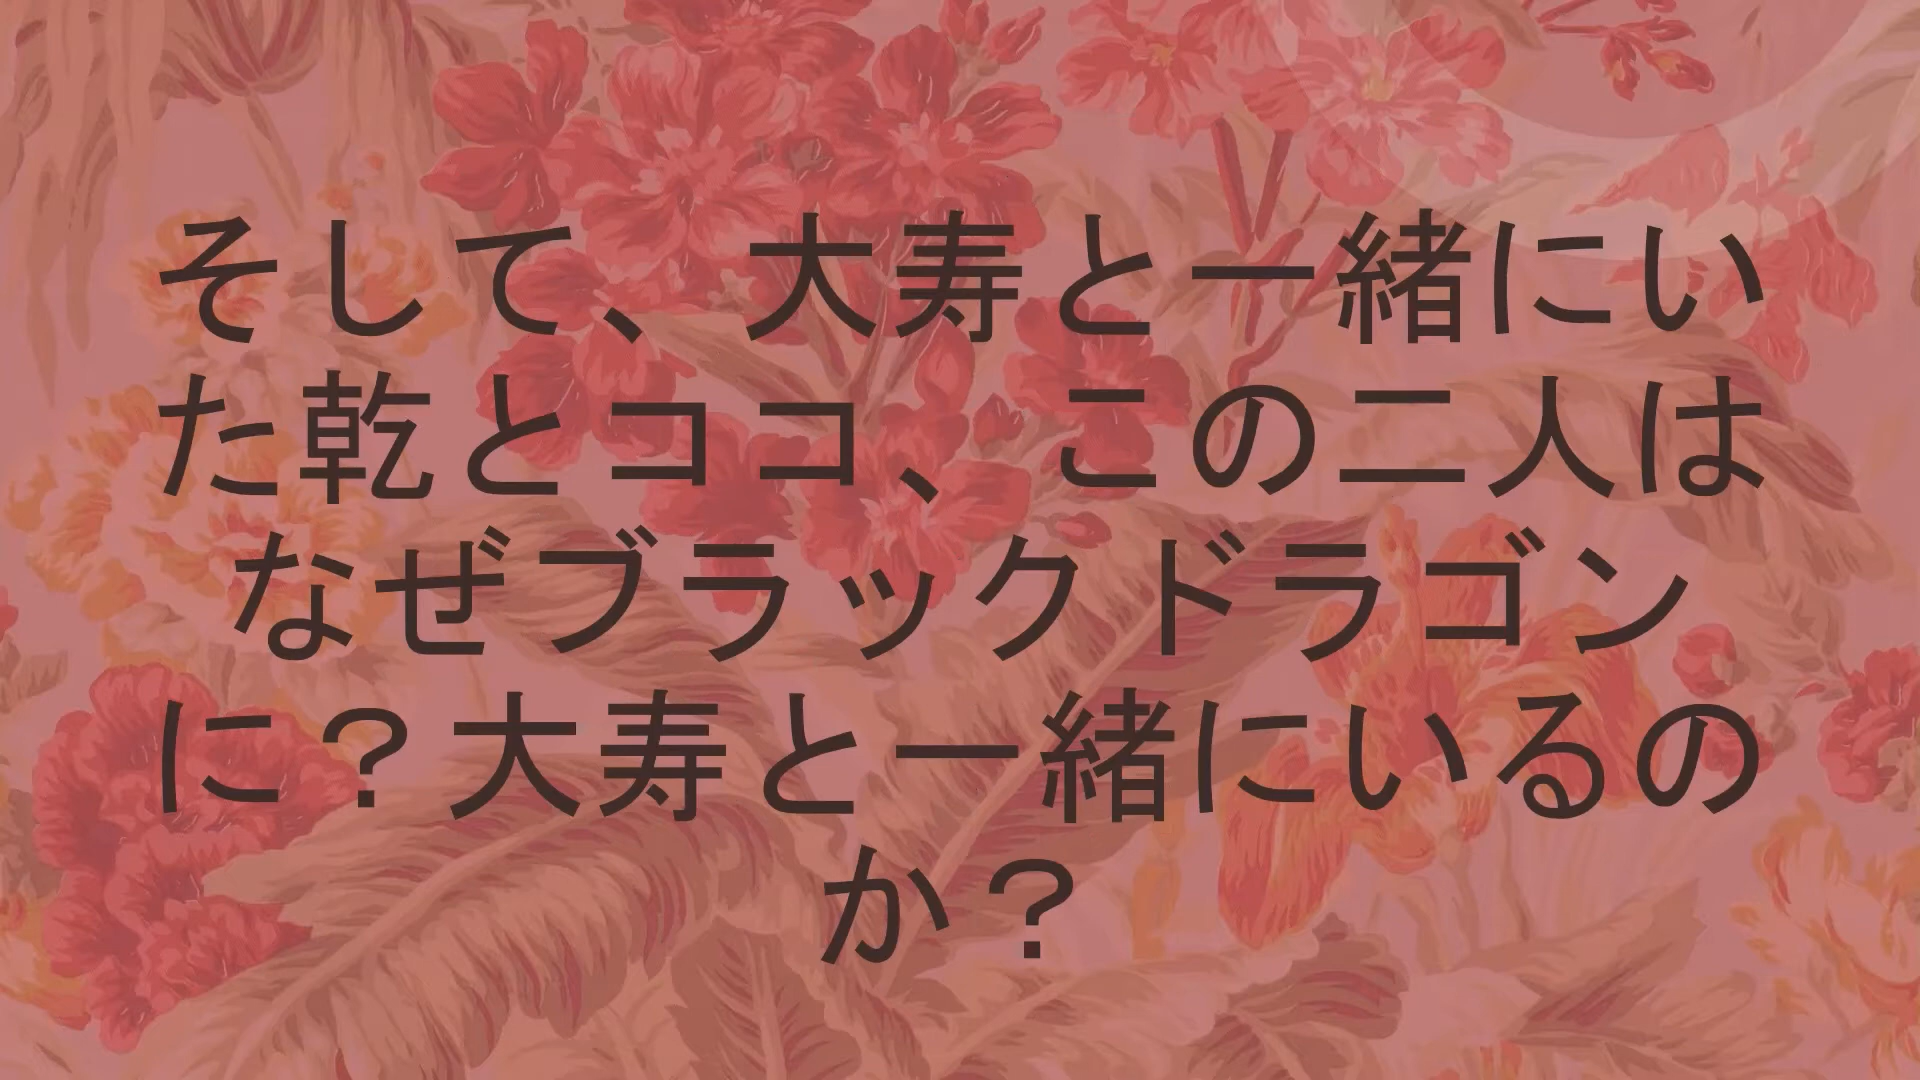 そして、大寿と一緒にい
た乾とココ、この二人は
なぜブラックドラゴン
に？大寿と一緒にいるの
か？